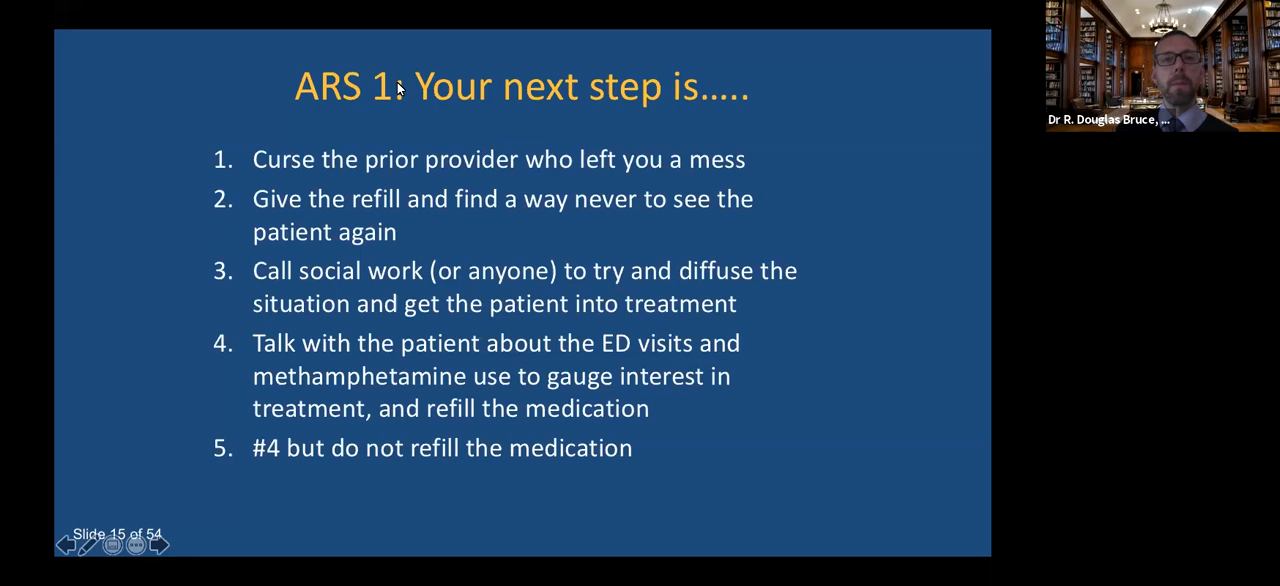 ARS 1: Your next step is.....
1. Curse the prior provider who left you a mess
2. Give the refill and find a way never to see the
patient again
3. Call social work (or anyone) to try and diffuse the
situation and get the patient into treatment
4. Talk with the patient about the ED visits and
methamphetamine use to gauge interest in
treatment, and refill the medication
5. #4 but do not refill the medication
Slide 15 of 54
Dr R. Douglas Bruce, ...